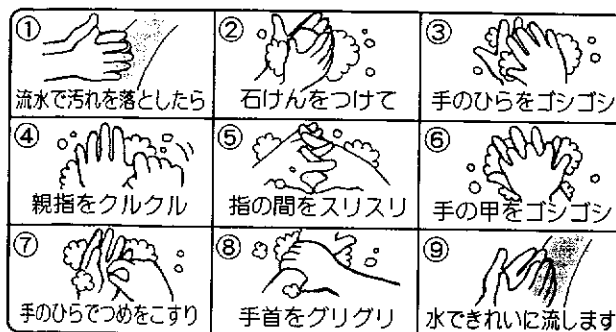 ①
流水で汚れを落としたら
②
石けんをつけて
③
手のひらをゴシゴシ
④
親指をクルクル
⑤
指の間をスリスリ
⑥
手の甲をゴシゴシ
⑦
手のひらでつめをこすり
⑧
手首をグリグリ
⑨
水できれいに流します